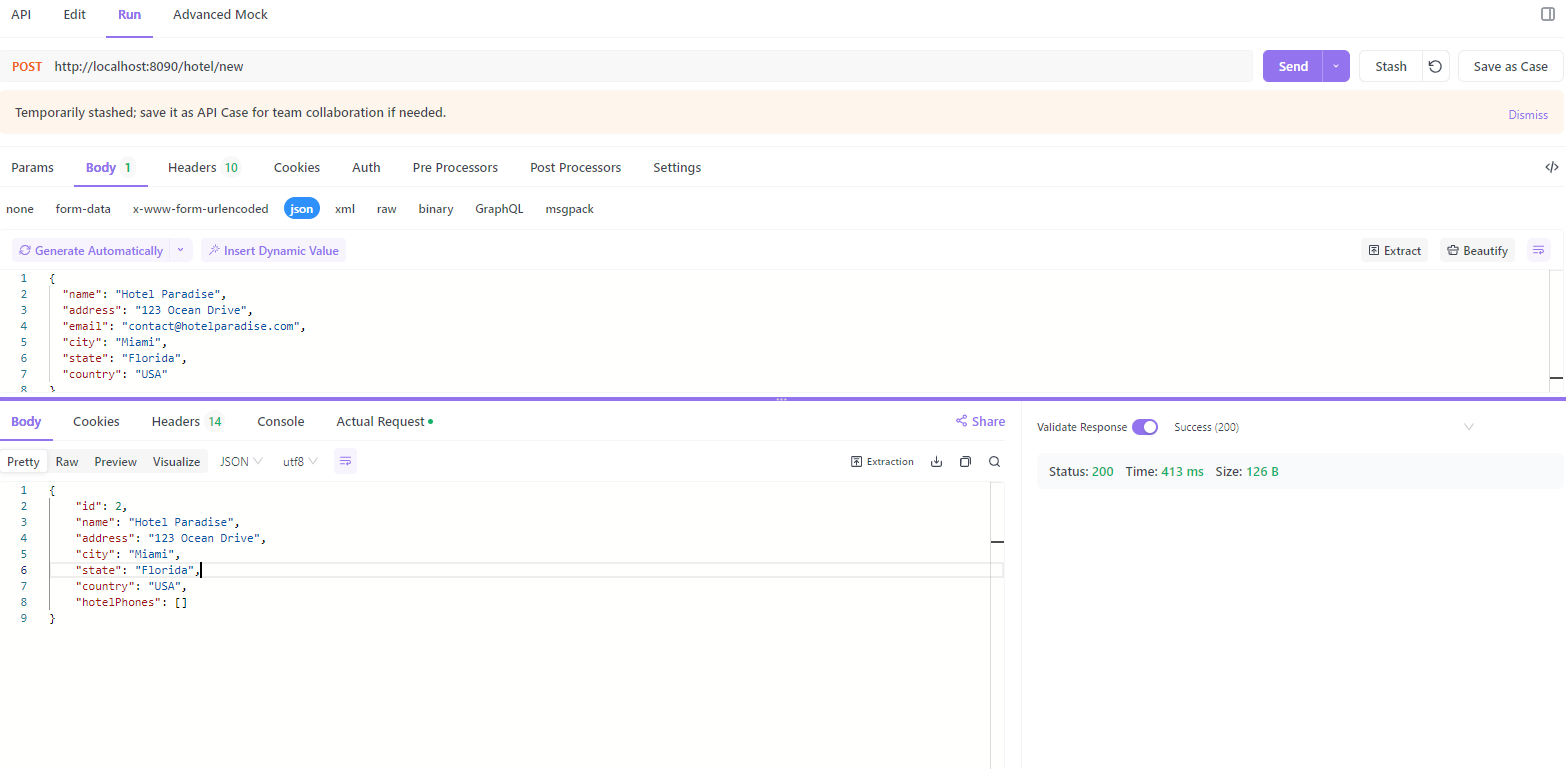 API Edit Run Advanced Mock
POST http://localhost:8090/hotel/new Send Stash Save as Case
Temporarily stashed; save it as API Case for team collaboration if needed. Dismiss
Params Body 1 Headers 10 Cookies Auth Pre Processors Post Processors Settings
none form-data x-www-form-urlencoded json xml raw binary GraphQL msgpack
Generate Automatically Insert Dynamic Value Extract Beautify
1 {
2 "name": "Hotel Paradise",
3 "address": "123 Ocean Drive",
4 "email": "contact@hotelparadise.com",
5 "city": "Miami",
6 "state": "Florida",
7 "country": "USA"
8 }
Body Cookies Headers 14 Console Actual Request Share
Validate Response Success (200)
Pretty Raw Preview Visualize JSON utf8 Extraction
Status: 200 Time: 413 ms Size: 126 B
1 {
2 "id": 2,
3 "name": "Hotel Paradise",
4 "address": "123 Ocean Drive",
5 "city": "Miami",
6 "state": "Florida",
7 "country": "USA",
8 "hotelPhones": []
9 }